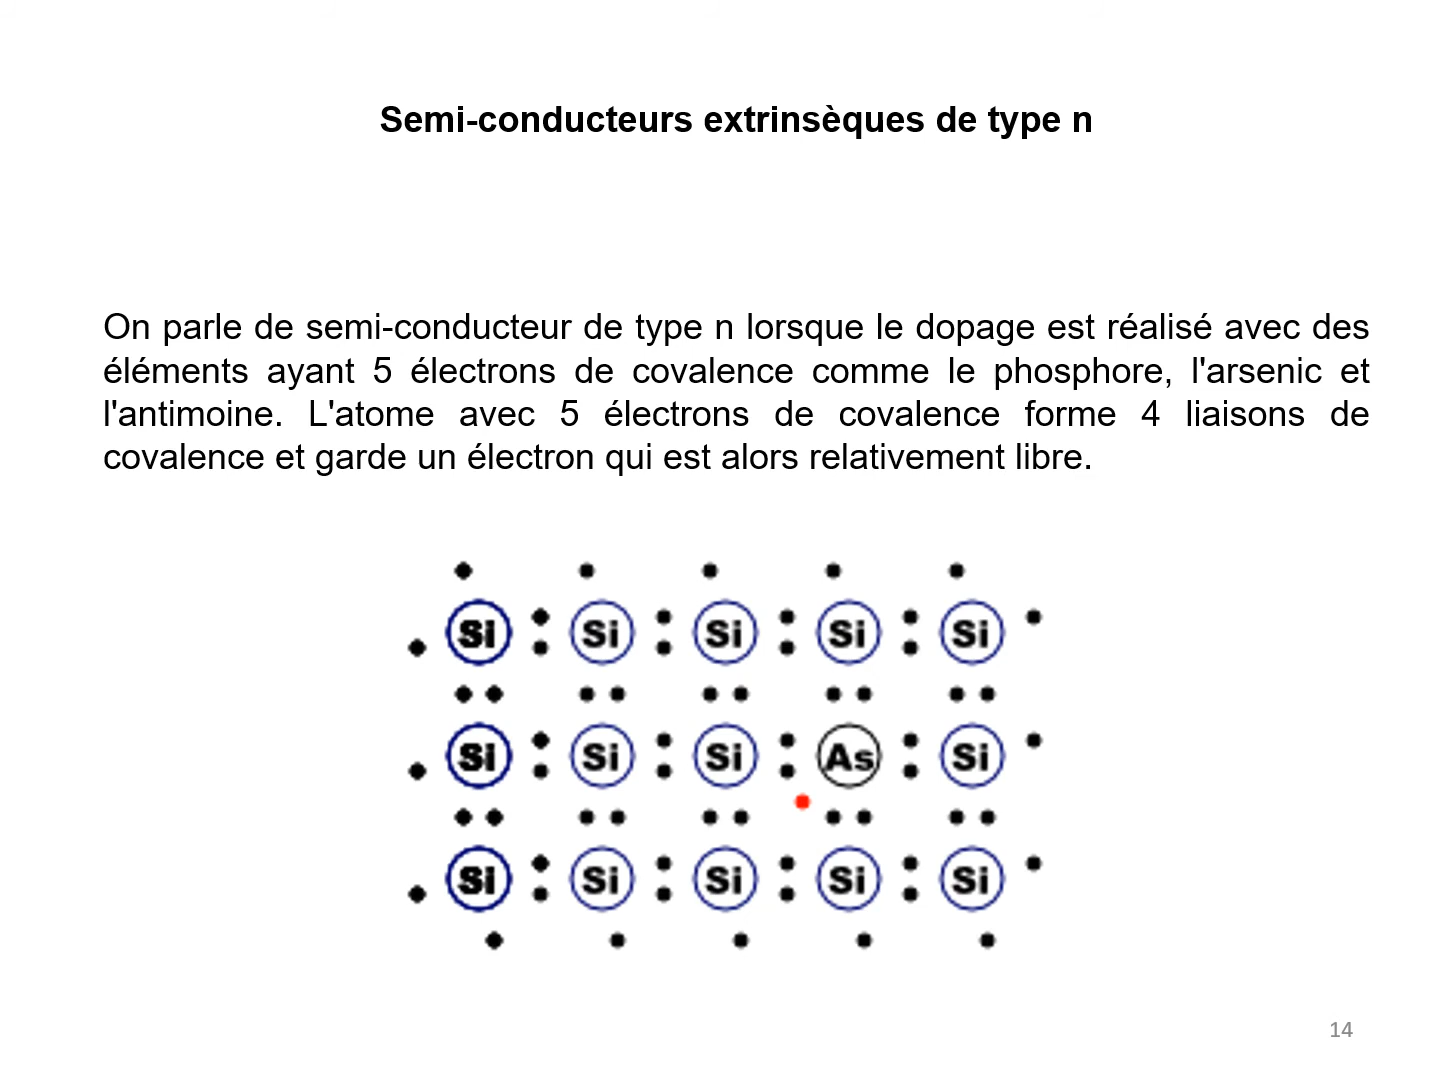 Semi-conducteurs extrinsèques de type n
On parle de semi-conducteur de type n lorsque le dopage est réalisé avec des
éléments ayant 5 électrons de covalence comme le phosphore, l'arsenic et
l'antimoine. L'atome avec 5 électrons de covalence forme 4 liaisons de
covalence et garde un électron qui est alors relativement libre.
Si Si Si Si Si
Si Si Si As Si
Si Si Si Si Si
14